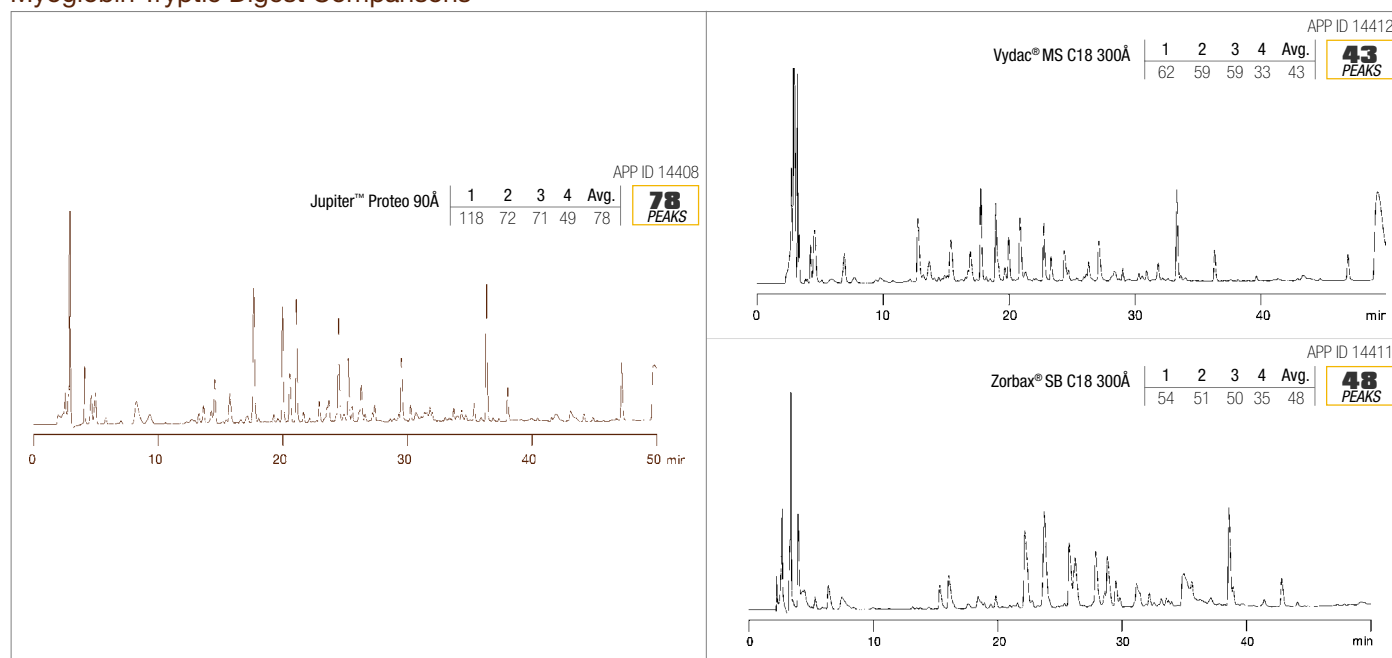 Myoglobin Tryptic Digest Comparisons
APP ID 14408
Jupiter™ Proteo 90Å
1 2 3 4 Avg.
118 72 71 49 78
78
PEAKS
0 10 20 30 40 50 min
APP ID 14412
Vydac® MS C18 300Å
1 2 3 4 Avg.
62 59 59 33 43
43
PEAKS
0 10 20 30 40 min
APP ID 14411
Zorbax® SB C18 300Å
1 2 3 4 Avg.
54 51 50 35 48
48
PEAKS
0 10 20 30 40 min